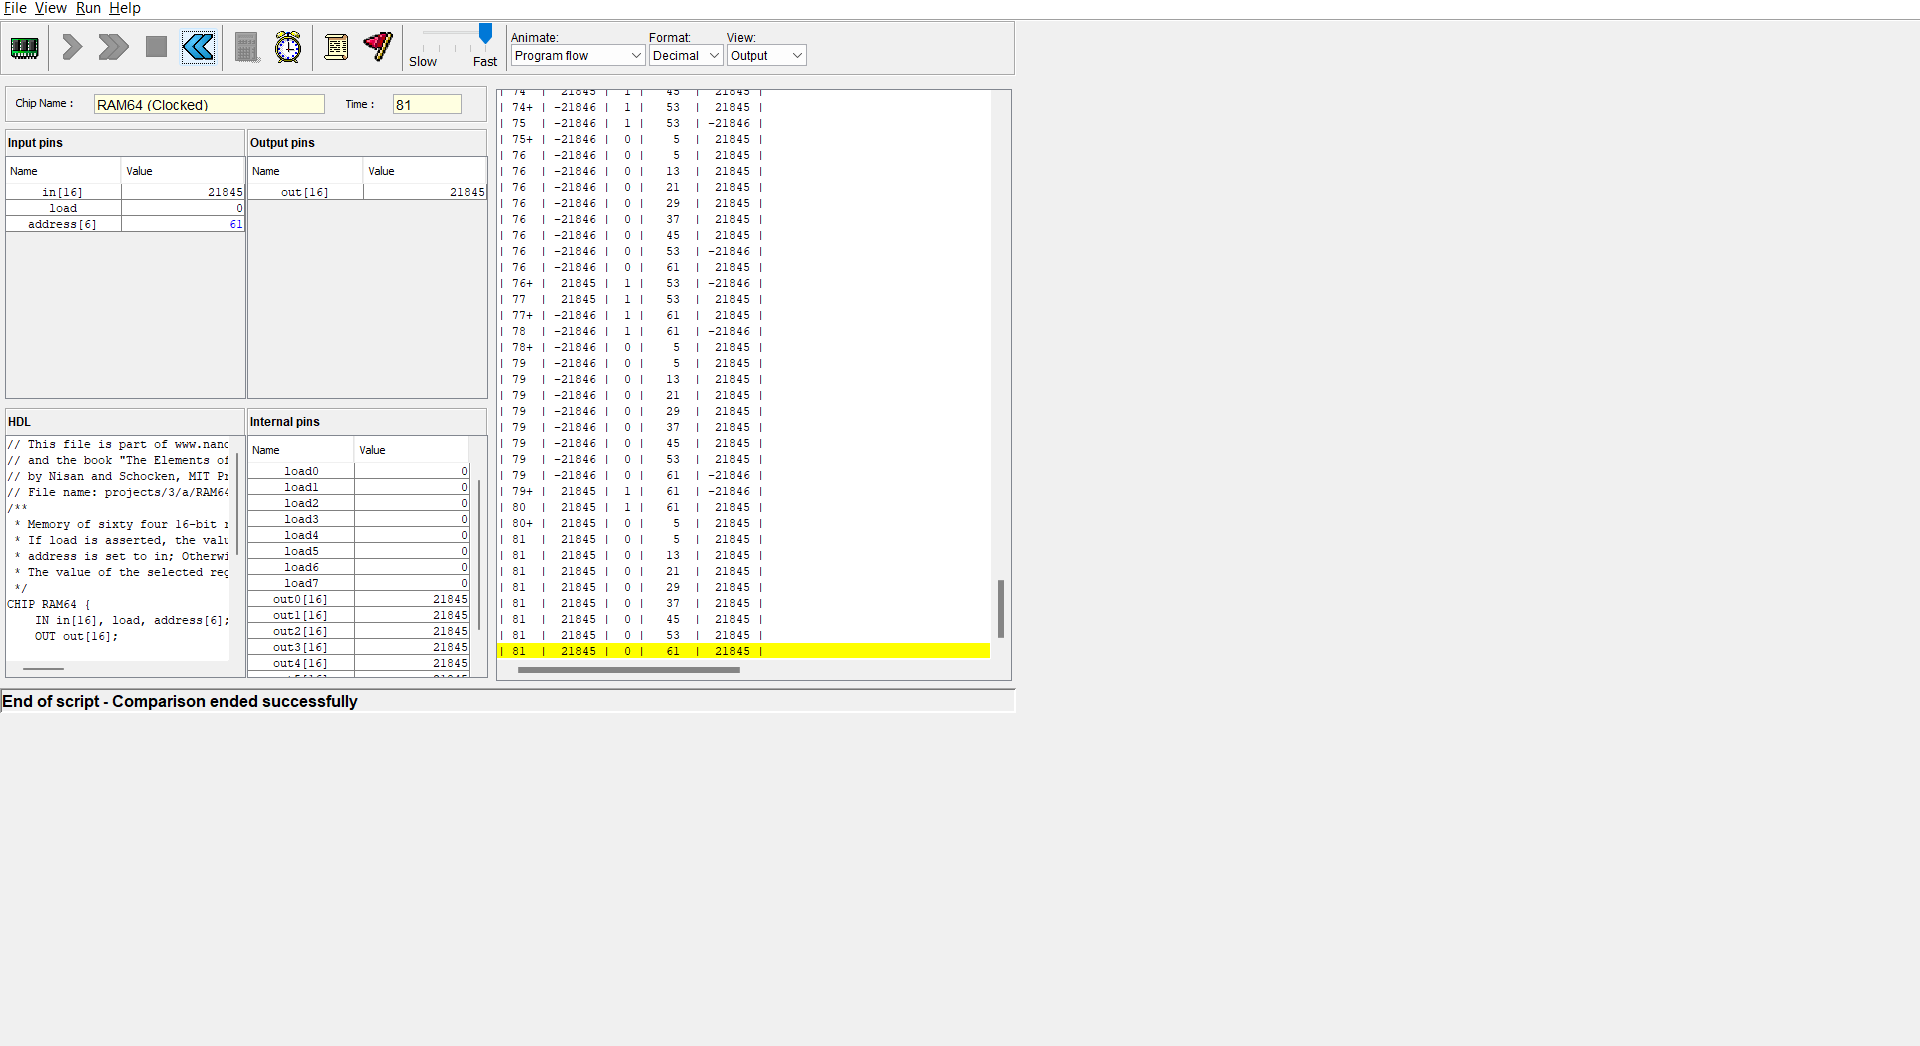 File View Run Help
Animate: Format: View:
Slow Fast Program flow Decimal Output
Chip Name : RAM64 (Clocked) Time : 81
Input pins
Name Value
in[16] 21845
load 0
address[6] 61
Output pins
Name Value
out[16] 21845
HDL
// This file is part of www.nanc
// and the book "The Elements of
// by Nisan and Schocken, MIT Pr
// File name: projects/3/a/RAM64
/**
* Memory of sixty four 16-bit r
* If load is asserted, the valu
* address is set to in; Otherwi
* The value of the selected reg
*/
CHIP RAM64 {
IN in[16], load, address[6];
OUT out[16];
Internal pins
Name Value
load0 0
load1 0
load2 0
load3 0
load4 0
load5 0
load6 0
load7 0
out0[16] 21845
out1[16] 21845
out2[16] 21845
out3[16] 21845
out4[16] 21845
| 74 | 21845 | 1 | 45 | 21845 |
| 74+ | -21846 | 1 | 53 | 21845 |
| 75 | -21846 | 1 | 53 | -21846 |
| 75+ | -21846 | 0 | 5 | 21845 |
| 76 | -21846 | 0 | 5 | 21845 |
| 76 | -21846 | 0 | 13 | 21845 |
| 76 | -21846 | 0 | 21 | 21845 |
| 76 | -21846 | 0 | 29 | 21845 |
| 76 | -21846 | 0 | 37 | 21845 |
| 76 | -21846 | 0 | 45 | 21845 |
| 76 | -21846 | 0 | 53 | -21846 |
| 76 | -21846 | 0 | 61 | 21845 |
| 76+ | 21845 | 1 | 53 | -21846 |
| 77 | 21845 | 1 | 53 | 21845 |
| 77+ | -21846 | 1 | 61 | 21845 |
| 78 | -21846 | 1 | 61 | -21846 |
| 78+ | -21846 | 0 | 5 | 21845 |
| 79 | -21846 | 0 | 5 | 21845 |
| 79 | -21846 | 0 | 13 | 21845 |
| 79 | -21846 | 0 | 21 | 21845 |
| 79 | -21846 | 0 | 29 | 21845 |
| 79 | -21846 | 0 | 37 | 21845 |
| 79 | -21846 | 0 | 45 | 21845 |
| 79 | -21846 | 0 | 53 | 21845 |
| 79 | -21846 | 0 | 61 | -21846 |
| 79+ | 21845 | 1 | 61 | -21846 |
| 80 | 21845 | 1 | 61 | 21845 |
| 80+ | 21845 | 0 | 5 | 21845 |
| 81 | 21845 | 0 | 5 | 21845 |
| 81 | 21845 | 0 | 13 | 21845 |
| 81 | 21845 | 0 | 21 | 21845 |
| 81 | 21845 | 0 | 29 | 21845 |
| 81 | 21845 | 0 | 37 | 21845 |
| 81 | 21845 | 0 | 45 | 21845 |
| 81 | 21845 | 0 | 53 | 21845 |
| 81 | 21845 | 0 | 61 | 21845 |
End of script - Comparison ended successfully